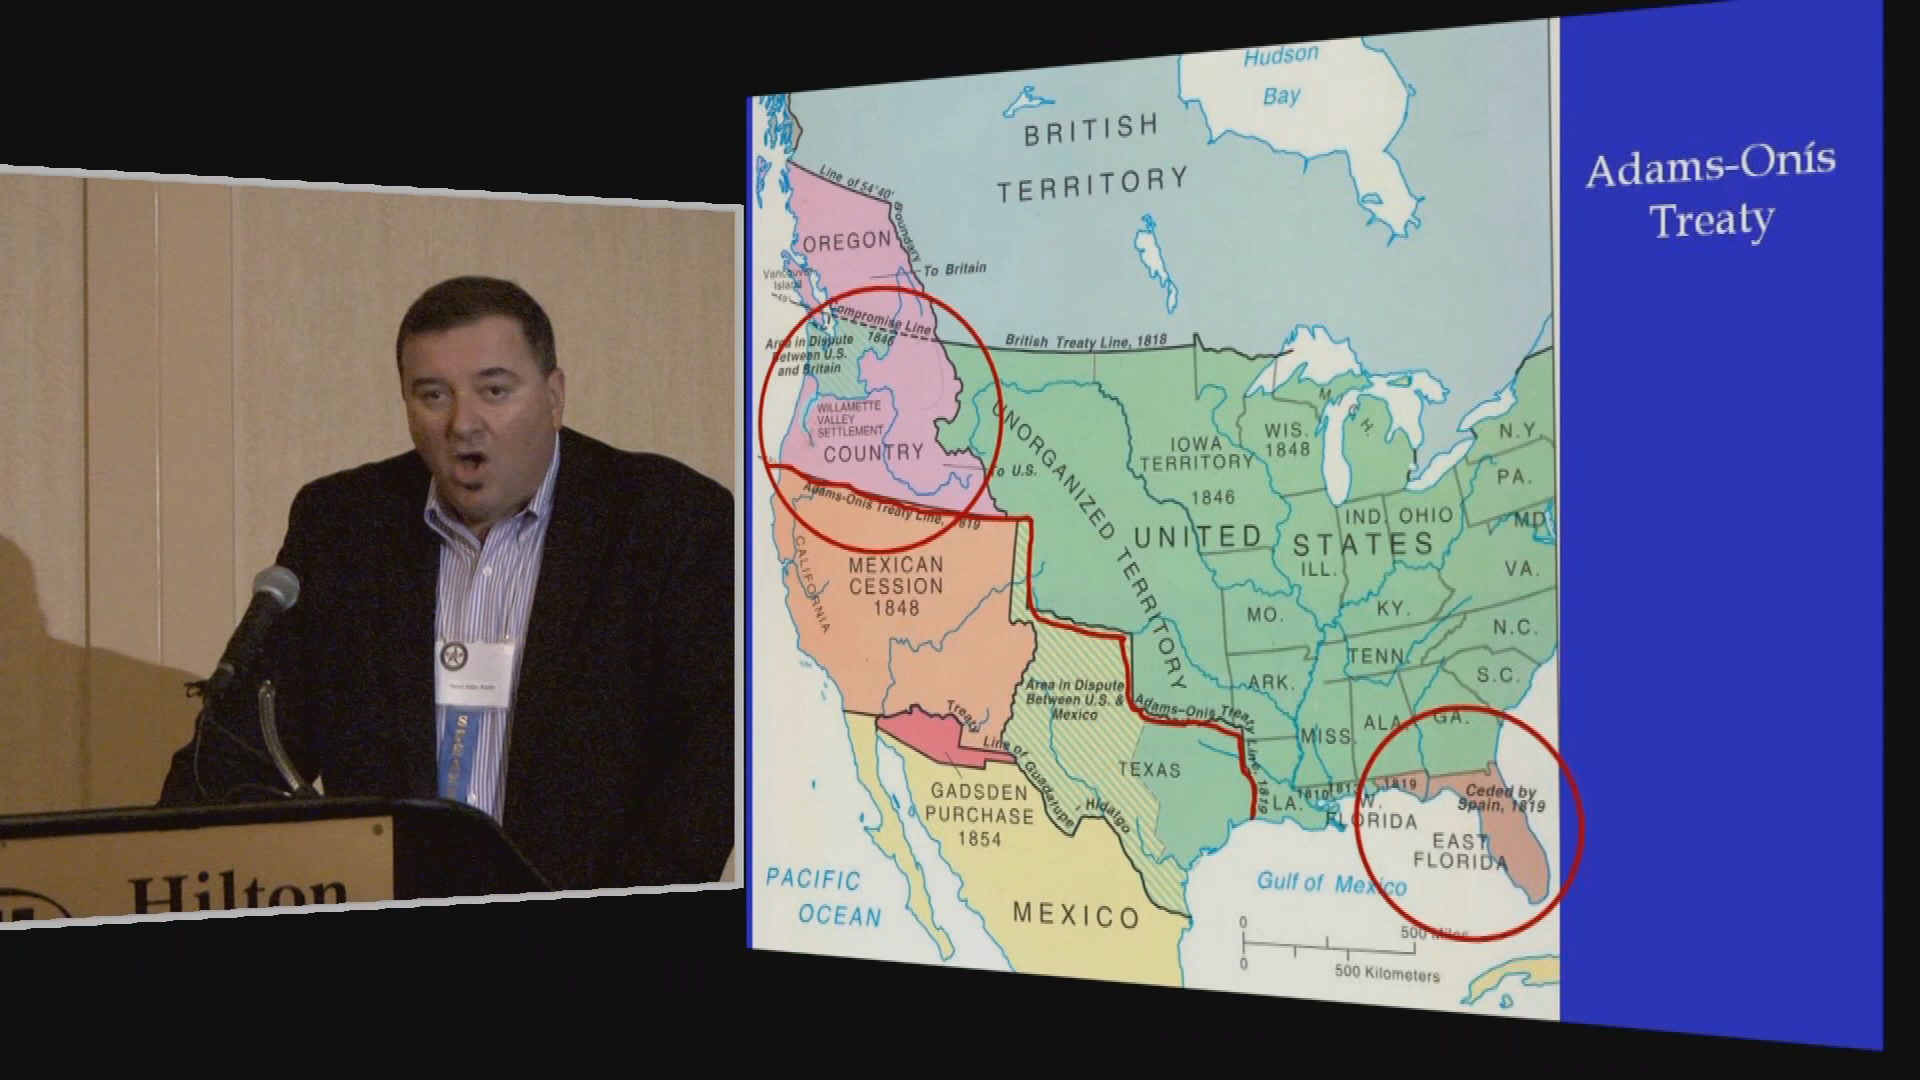 Hilton
SPEAKER
Adams-Onís
Treaty
Hudson
Bay
BRITISH
TERRITORY
Line of 54°40'
Boundary
OREGON
To Britain
Vancouver
Island
49°
Compromise Line
1846
Area in Dispute
Between U.S.
and Britain
British Treaty Line, 1818
WILLAMETTE
VALLEY
SETTLEMENT
COUNTRY
To U.S.
Adams-Onís Treaty Line, 1819
UNORGANIZED TERRITORY
IOWA
TERRITORY
1846
WIS.
1848
MICH.
N.Y.
PA.
MD.
UNITED STATES
IND.
OHIO
ILL.
VA.
MO.
KY.
N.C.
TENN.
S.C.
ARK.
MISS.
ALA.
GA.
CALIFORNIA
MEXICAN
CESSION
1848
Area in Dispute
Between U.S. &
Mexico
Adams-Onís Treaty Line, 1819
TEXAS
LA.
1810
1813
1819
W.
FLORIDA
Ceded by
Spain, 1819
EAST
FLORIDA
Treaty Line of Guadalupe Hidalgo
GADSDEN
PURCHASE
1854
PACIFIC
OCEAN
MEXICO
Gulf of Mexico
0
500 Miles
0
500 Kilometers